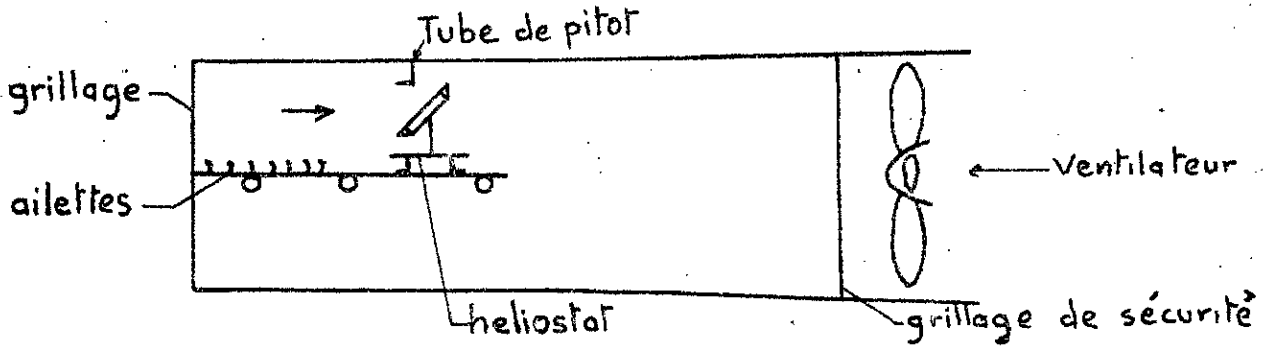 Tube de pitot
grillage
ventilateur
ailettes
heliostat
grillage de sécurité